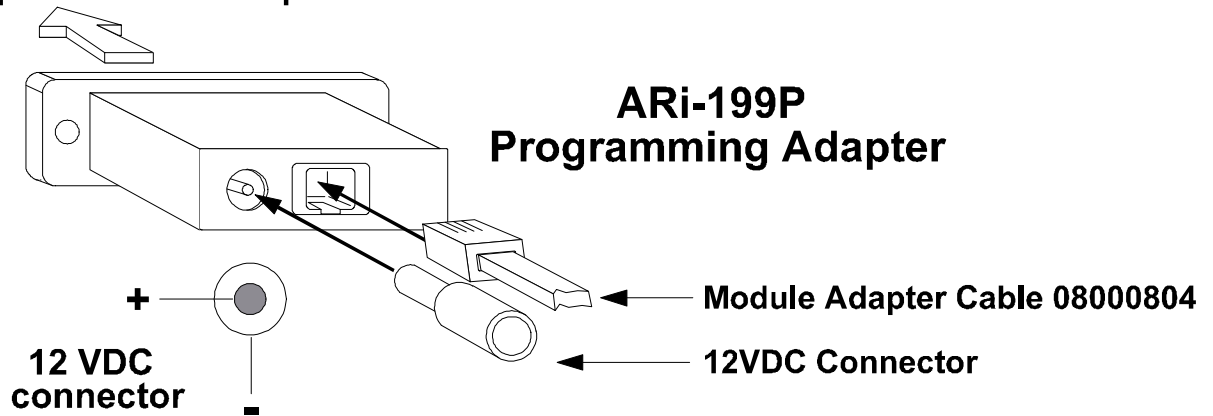 ARi-199P
Programming Adapter
Module Adapter Cable 08000804
12VDC Connector
+
12 VDC
connector
-